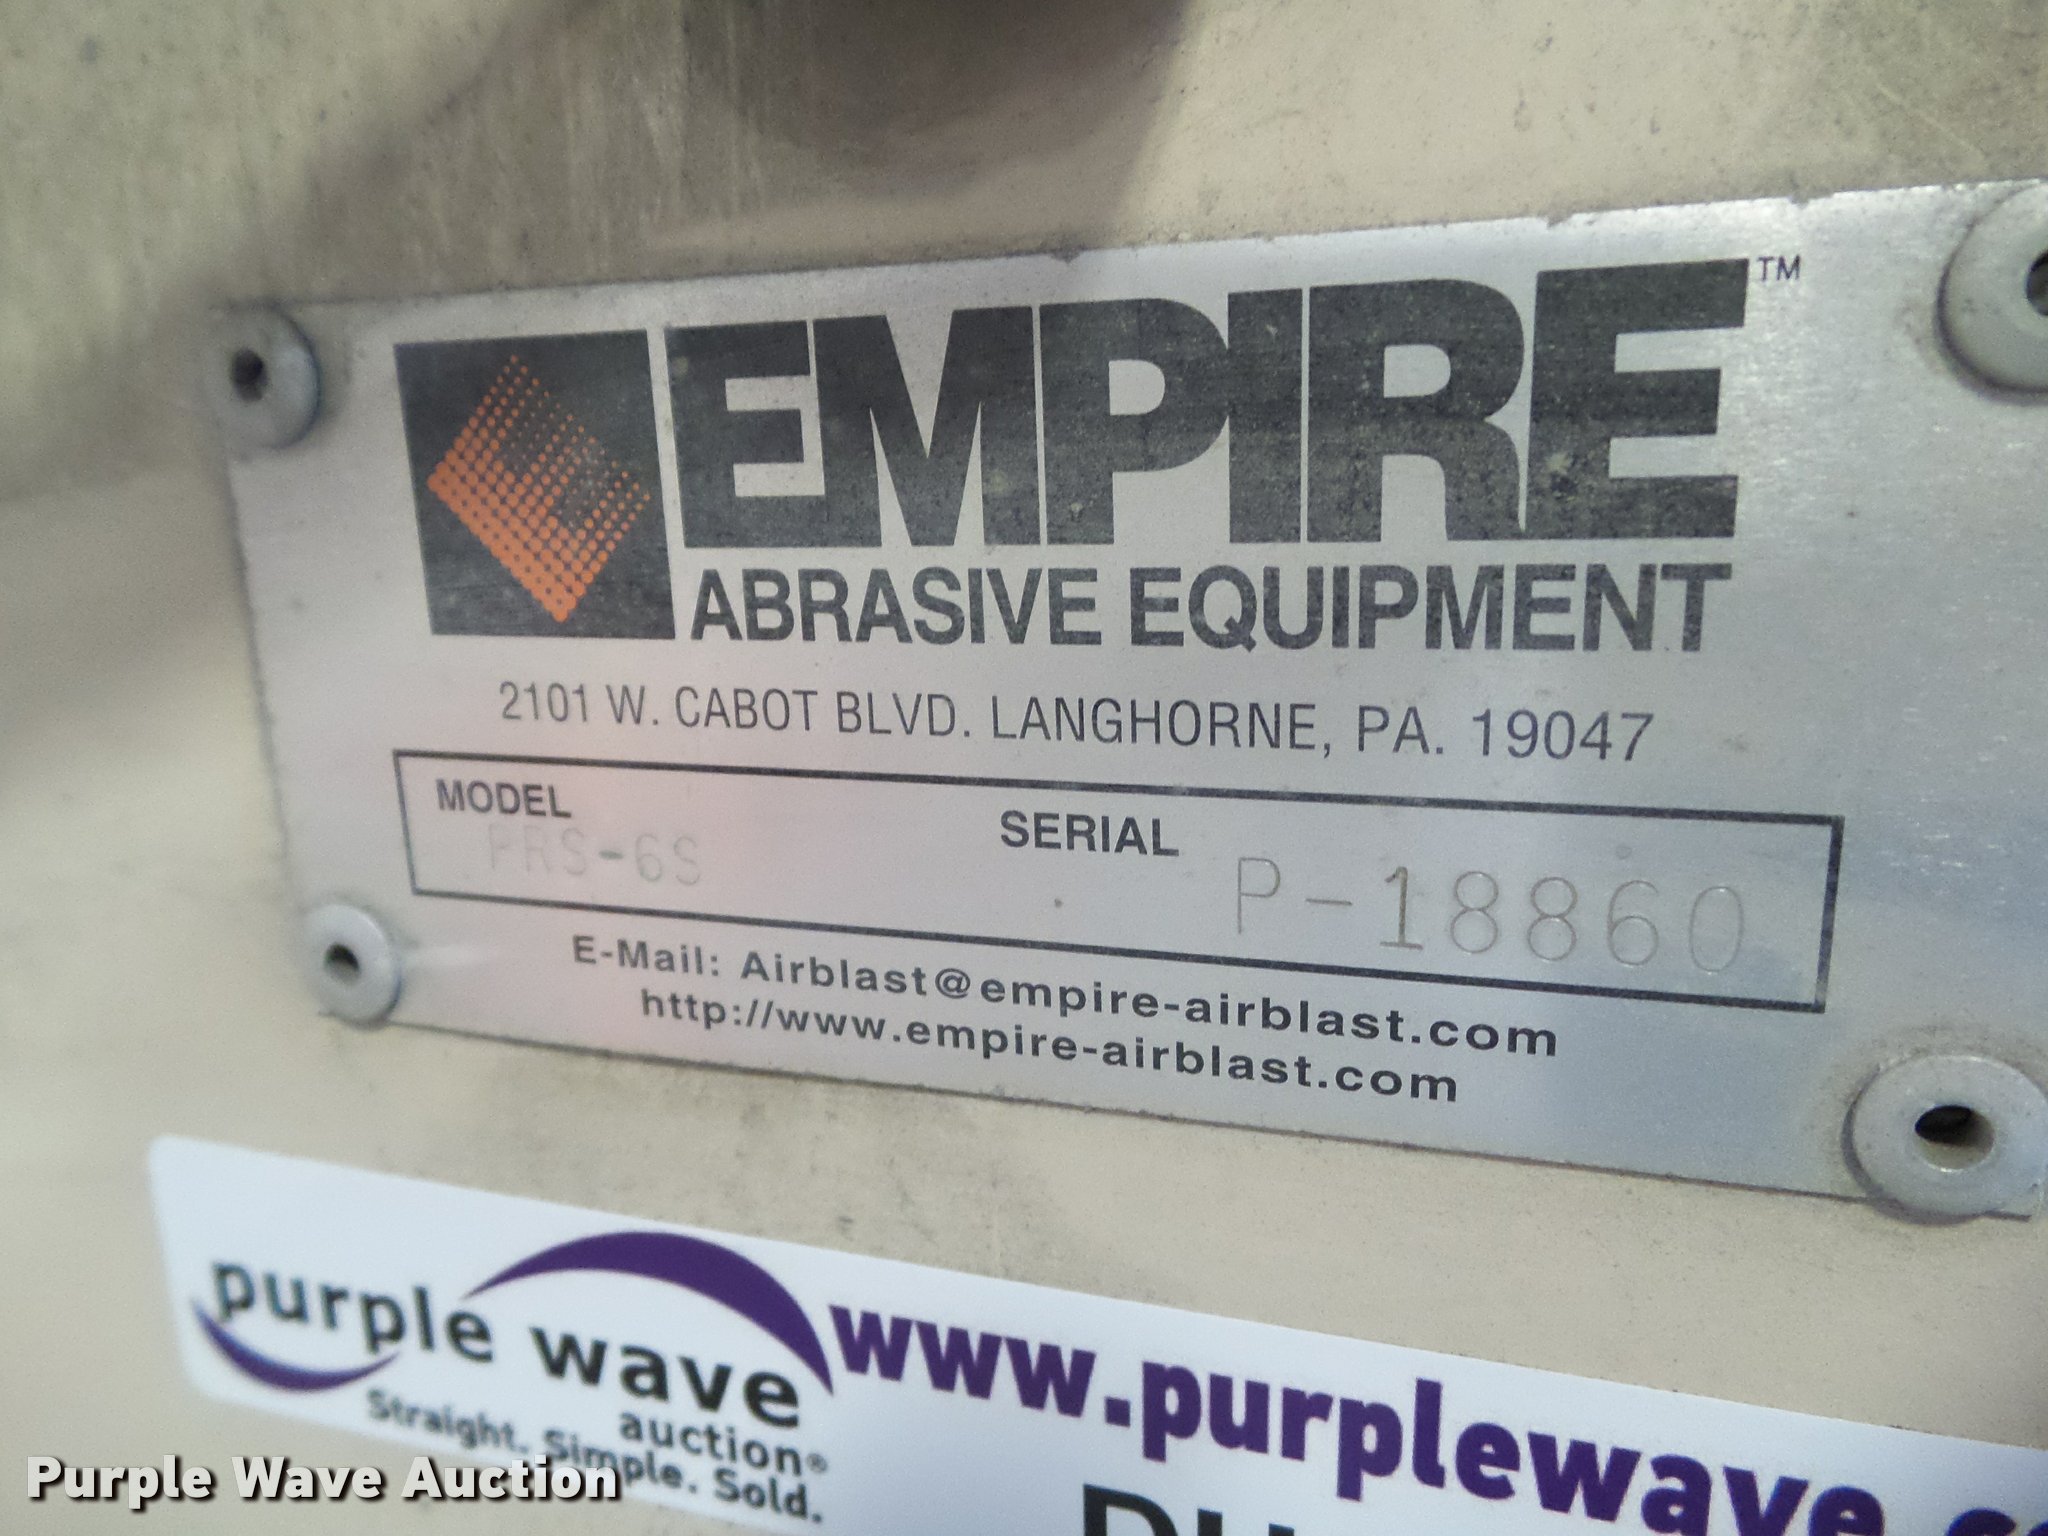 EMPIRE™
ABRASIVE EQUIPMENT
2101 W. CABOT BLVD. LANGHORNE, PA. 19047
MODEL SERIAL
PRS-6S P-18860
E-Mail: Airblast@empire-airblast.com
http://www.empire-airblast.com
purple wave
auction®
Straight. Simple. Sold.
www.purplewave.c
Purple Wave Auction